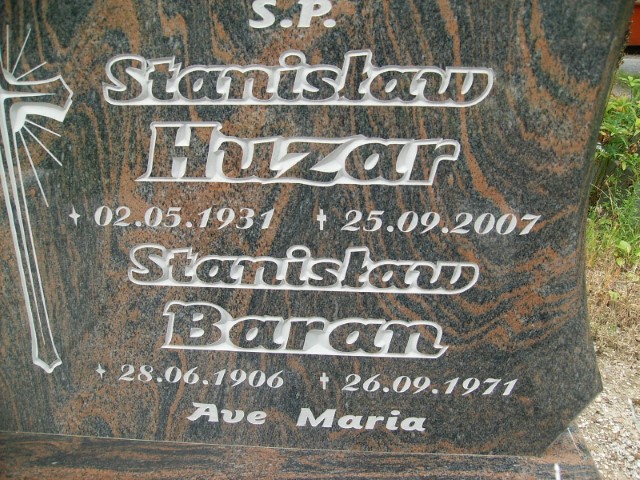 Ś.P.
Stanisław
Huzar
02.05.1931 † 25.09.2007
Stanisław
Baran
28.06.1906 † 26.09.1971
Ave Maria